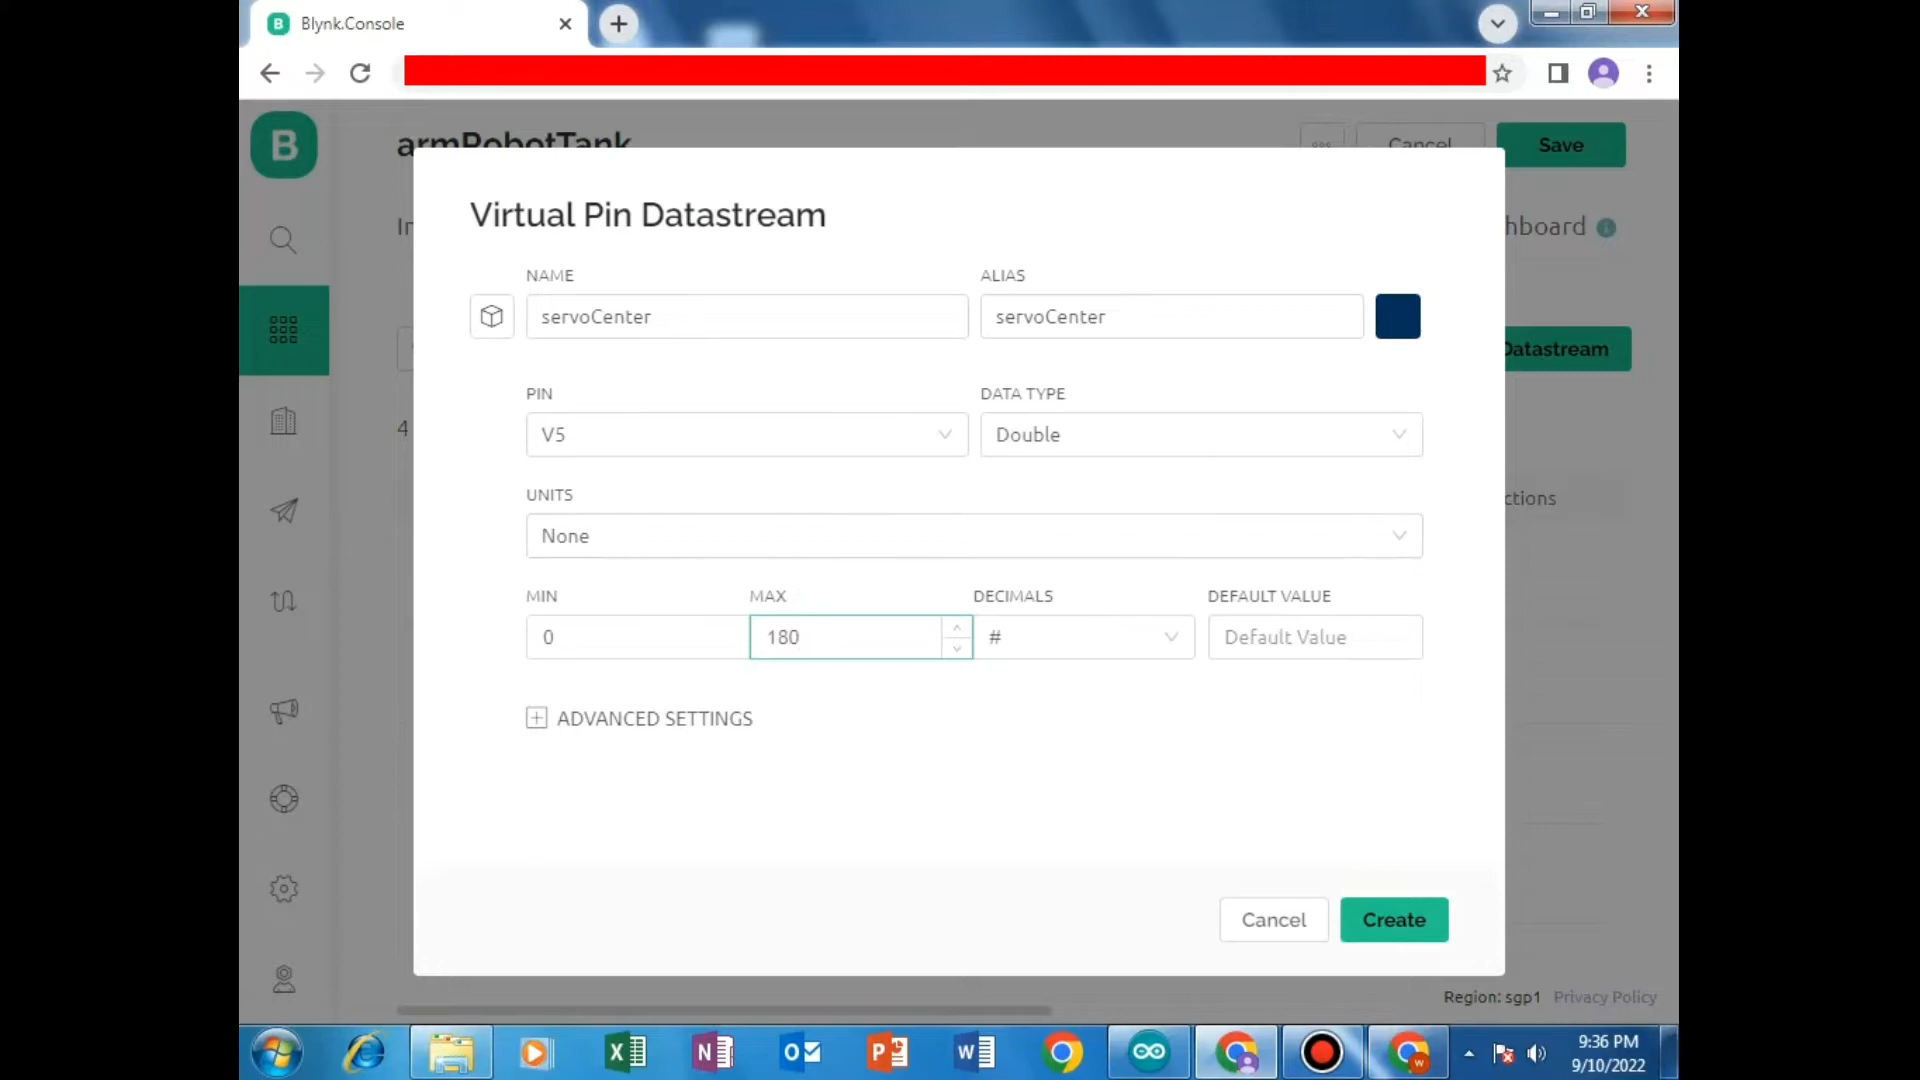 Blynk.Console
B
armRobotTank
Cancel
Save
Virtual Pin Datastream
hboard
NAME
ALIAS
servoCenter
servoCenter
Datastream
PIN
DATA TYPE
4
V5
Double
UNITS
ctions
None
MIN
MAX
DECIMALS
DEFAULT VALUE
0
180
#
Default Value
ADVANCED SETTINGS
Cancel
Create
Region: sgp1
Privacy Policy
9:36 PM
9/10/2022